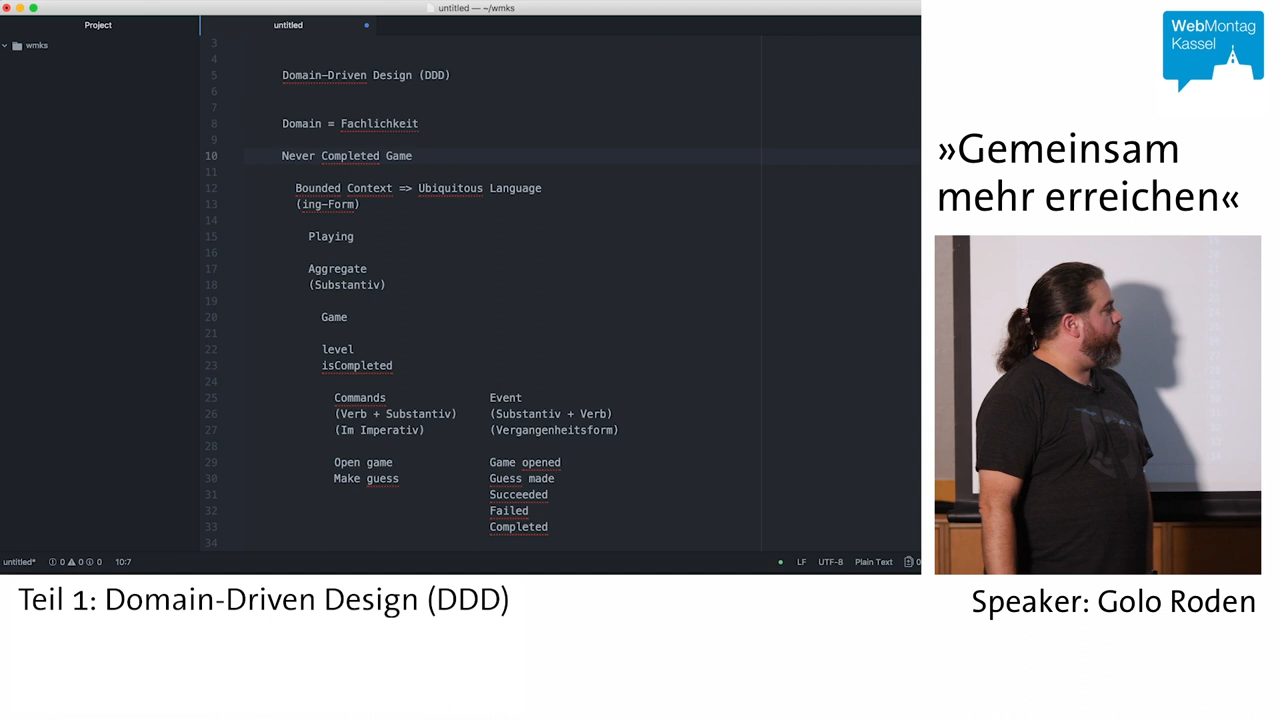 untitled — ~/wmks
Project
untitled
wmks
3
4
5 Domain-Driven Design (DDD)
6
7
8 Domain = Fachlichkeit
9
10 Never Completed Game
11
12 Bounded Context => Ubiquitous Language
13 (ing-Form)
14
15 Playing
16
17 Aggregate
18 (Substantiv)
19
20 Game
21
22 level
23 isCompleted
24
25 Commands Event
26 (Verb + Substantiv) (Substantiv + Verb)
27 (Im Imperativ) (Vergangenheitsform)
28
29 Open game Game opened
30 Make guess Guess made
31 Succeeded
32 Failed
33 Completed
34
untitled* 0 0 0 10:7 LF UTF-8 Plain Text 0
WebMontag
Kassel
»Gemeinsam
mehr erreichen«
Teil 1: Domain-Driven Design (DDD)
Speaker: Golo Roden